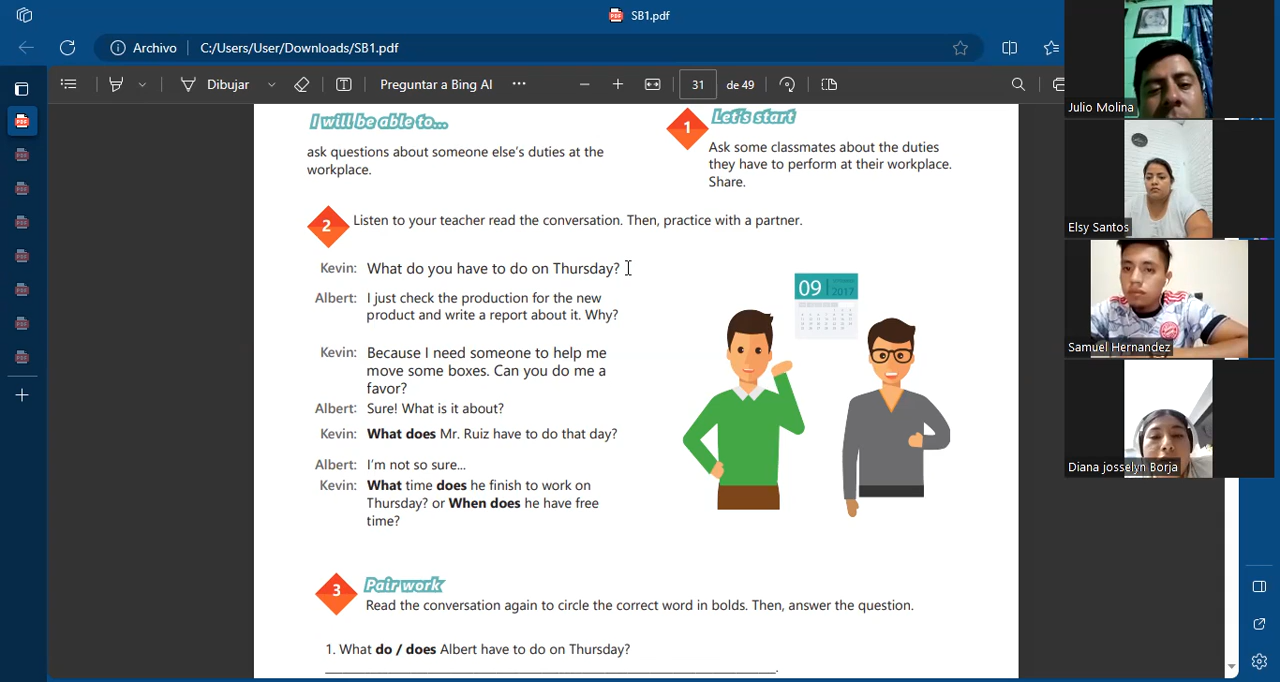 SB1.pdf
Archivo
C:/Users/User/Downloads/SB1.pdf
Dibujar
Preguntar a Bing AI
31
de 49
I will be able to...
ask questions about someone else's duties at the
workplace.
1
Let's start
Ask some classmates about the duties
they have to perform at their workplace.
Share.
2
Listen to your teacher read the conversation. Then, practice with a partner.
Kevin: What do you have to do on Thursday?
Albert: I just check the production for the new
product and write a report about it. Why?
Kevin: Because I need someone to help me
move some boxes. Can you do me a
favor?
Albert: Sure! What is it about?
Kevin: What does Mr. Ruiz have to do that day?
Albert: I'm not so sure...
Kevin: What time does he finish to work on
Thursday? or When does he have free
time?
09
2017
3
Pair work
Read the conversation again to circle the correct word in bolds. Then, answer the question.
1. What do / does Albert have to do on Thursday?
Julio Molina
Elsy Santos
Samuel Hernandez
Diana josselyn Borja